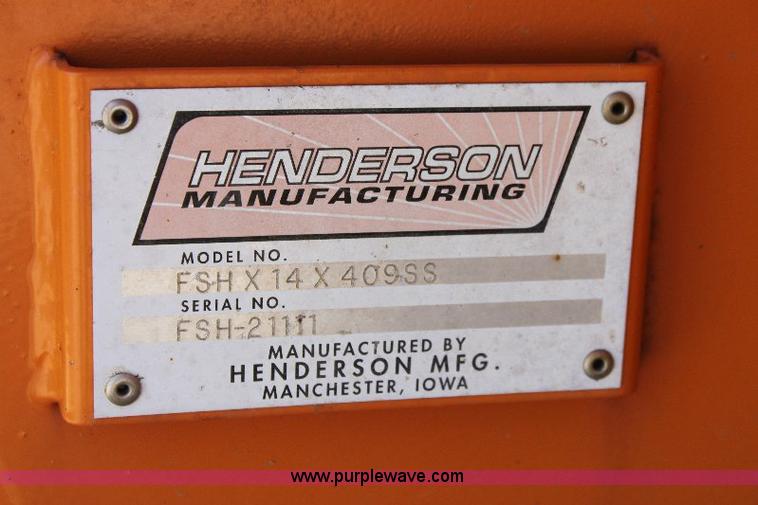 HENDERSON
MANUFACTURING
MODEL NO.
FSH X 14 X 409SS
SERIAL NO.
FSH-21111
MANUFACTURED BY
HENDERSON MFG.
MANCHESTER, IOWA
www.purplewave.com